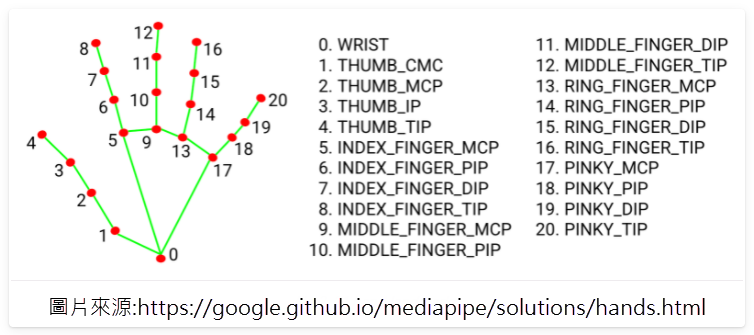 12
8
16
11
7
15
6
10
20
14
4
5
9
19
13
18
3
17
2
1
0
0. WRIST
1. THUMB_CMC
2. THUMB_MCP
3. THUMB_IP
4. THUMB_TIP
5. INDEX_FINGER_MCP
6. INDEX_FINGER_PIP
7. INDEX_FINGER_DIP
8. INDEX_FINGER_TIP
9. MIDDLE_FINGER_MCP
10. MIDDLE_FINGER_PIP
11. MIDDLE_FINGER_DIP
12. MIDDLE_FINGER_TIP
13. RING_FINGER_MCP
14. RING_FINGER_PIP
15. RING_FINGER_DIP
16. RING_FINGER_TIP
17. PINKY_MCP
18. PINKY_PIP
19. PINKY_DIP
20. PINKY_TIP
圖片來源:https://google.github.io/mediapipe/solutions/hands.html